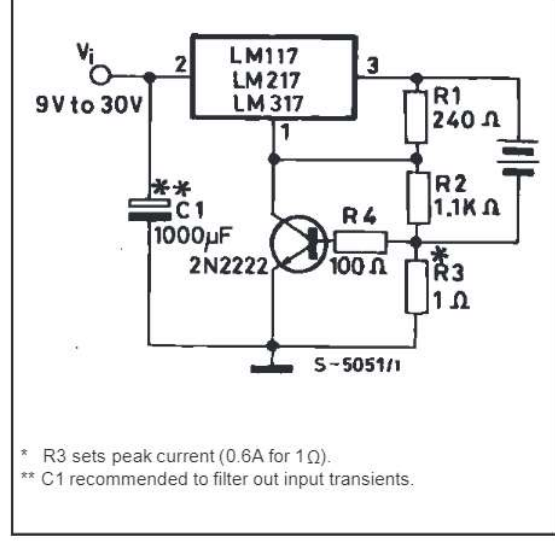 Vi
9V to 30V
2
LM117
LM217
LM317
3
1
R1
240 Ω
R2
1.1K Ω
**
C1
1000μF
2N2222
R4
100 Ω
*
R3
1 Ω
S-5051/1
* R3 sets peak current (0.6A for 1Ω).
** C1 recommended to filter out input transients.